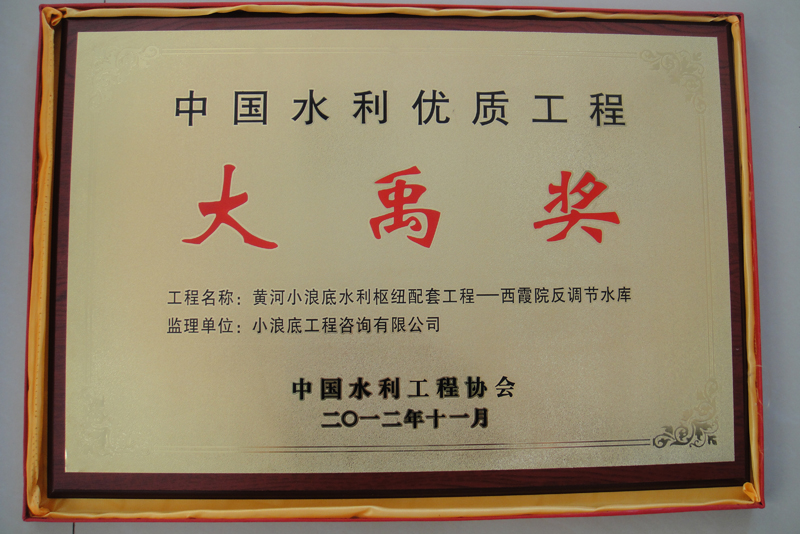 中国水利优质工程
大禹奖
工程名称：黄河小浪底水利枢纽配套工程—西霞院反调节水库
监理单位：小浪底工程咨询有限公司
中国水利工程协会
二〇一二年十一月